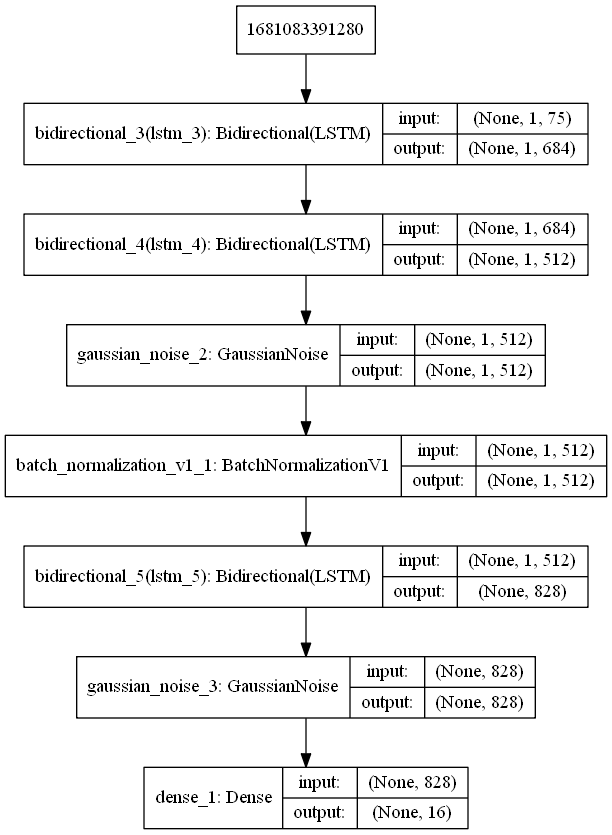 1681083391280
bidirectional_3(lstm_3): Bidirectional(LSTM)
input: (None, 1, 75)
output: (None, 1, 684)
bidirectional_4(lstm_4): Bidirectional(LSTM)
input: (None, 1, 684)
output: (None, 1, 512)
gaussian_noise_2: GaussianNoise
input: (None, 1, 512)
output: (None, 1, 512)
batch_normalization_v1_1: BatchNormalizationV1
input: (None, 1, 512)
output: (None, 1, 512)
bidirectional_5(lstm_5): Bidirectional(LSTM)
input: (None, 1, 512)
output: (None, 828)
gaussian_noise_3: GaussianNoise
input: (None, 828)
output: (None, 828)
dense_1: Dense
input: (None, 828)
output: (None, 16)